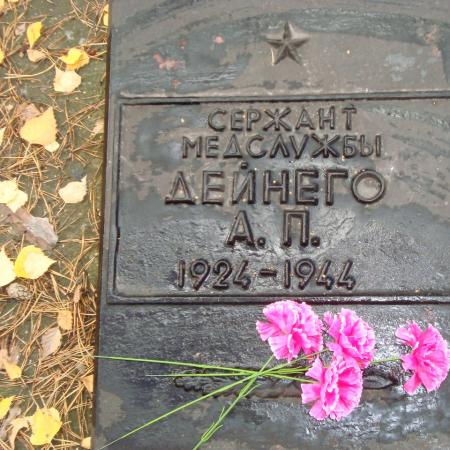 СЕРЖАНТ
МЕДСЛУЖБЫ
ДЕЙНЕГО
А. П.
1924-1944